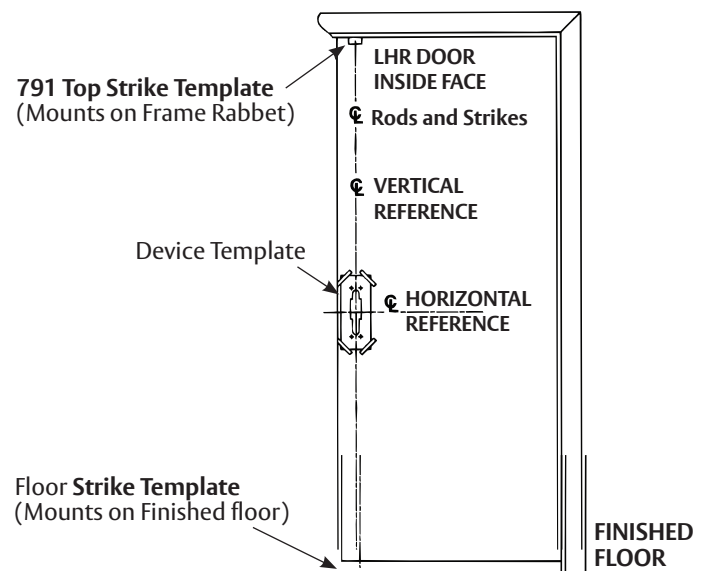 LHR DOOR
INSIDE FACE
791 Top Strike Template
(Mounts on Frame Rabbet)
℄ Rods and Strikes
℄ VERTICAL
REFERENCE
Device Template
℄ HORIZONTAL
REFERENCE
Floor Strike Template
(Mounts on Finished floor)
FINISHED
FLOOR